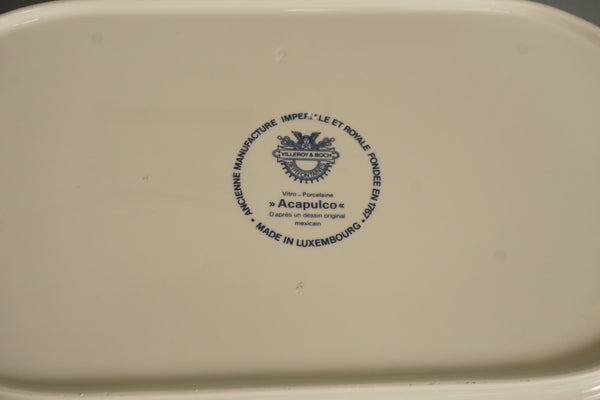 ANCIENNE MANUFACTURE IMPERIALE ET ROYALE FONDEE EN 1767
VILLEROY & BOCH
Vitro-Porcelaine
»Acapulco«
D'après un dessin original
mexicain
MADE IN LUXEMBOURG